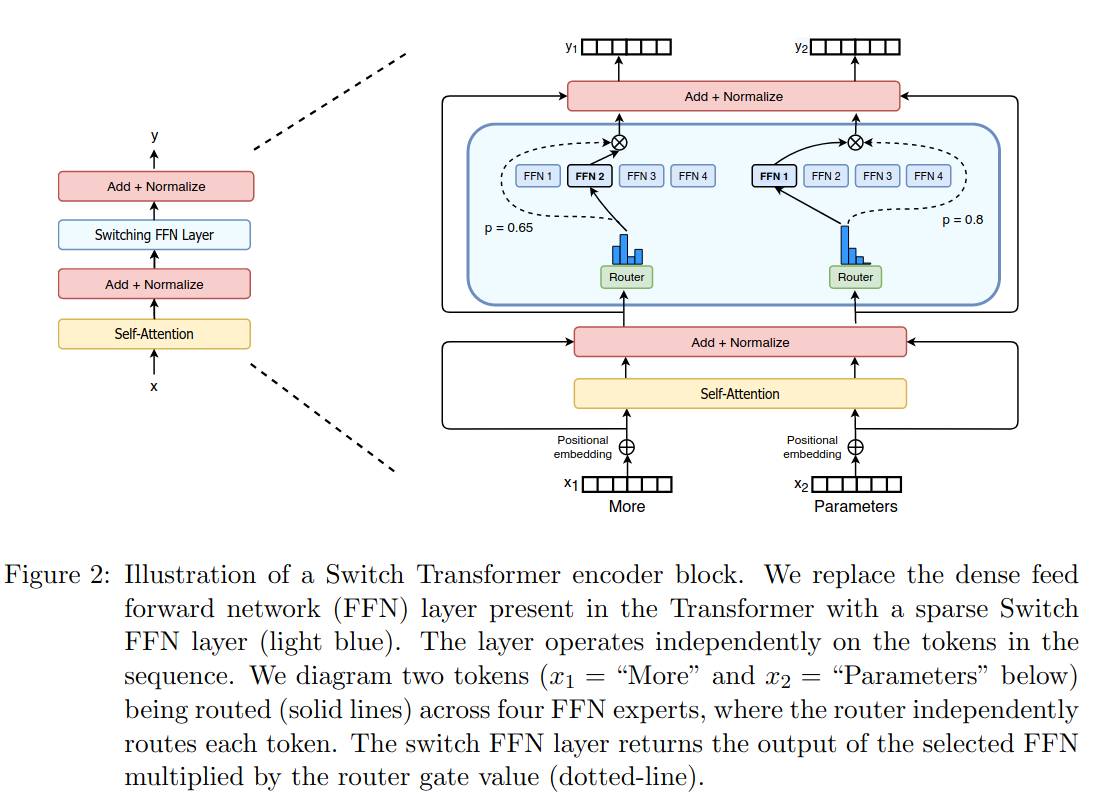 y
Add + Normalize
Switching FFN Layer
Add + Normalize
Self-Attention
x
y1 y2
Add + Normalize
FFN 1 FFN 2 FFN 3 FFN 4 FFN 1 FFN 2 FFN 3 FFN 4
p = 0.65 p = 0.8
Router Router
Add + Normalize
Self-Attention
Positional
embedding
Positional
embedding
x1 x2
More Parameters
Figure 2: Illustration of a Switch Transformer encoder block. We replace the dense feed
forward network (FFN) layer present in the Transformer with a sparse Switch
FFN layer (light blue). The layer operates independently on the tokens in the
sequence. We diagram two tokens (x1 = “More” and x2 = “Parameters” below)
being routed (solid lines) across four FFN experts, where the router independently
routes each token. The switch FFN layer returns the output of the selected FFN
multiplied by the router gate value (dotted-line).